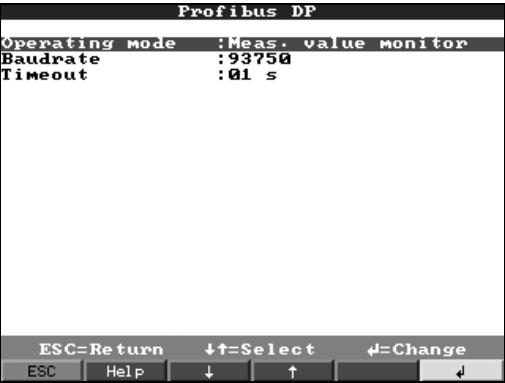 Profibus DP
Operating mode :Meas. value monitor
Baudrate :93750
Timeout :01 s
ESC=Return ↓↑=Select ↲=Change
ESC Help ↓ ↑ ↲